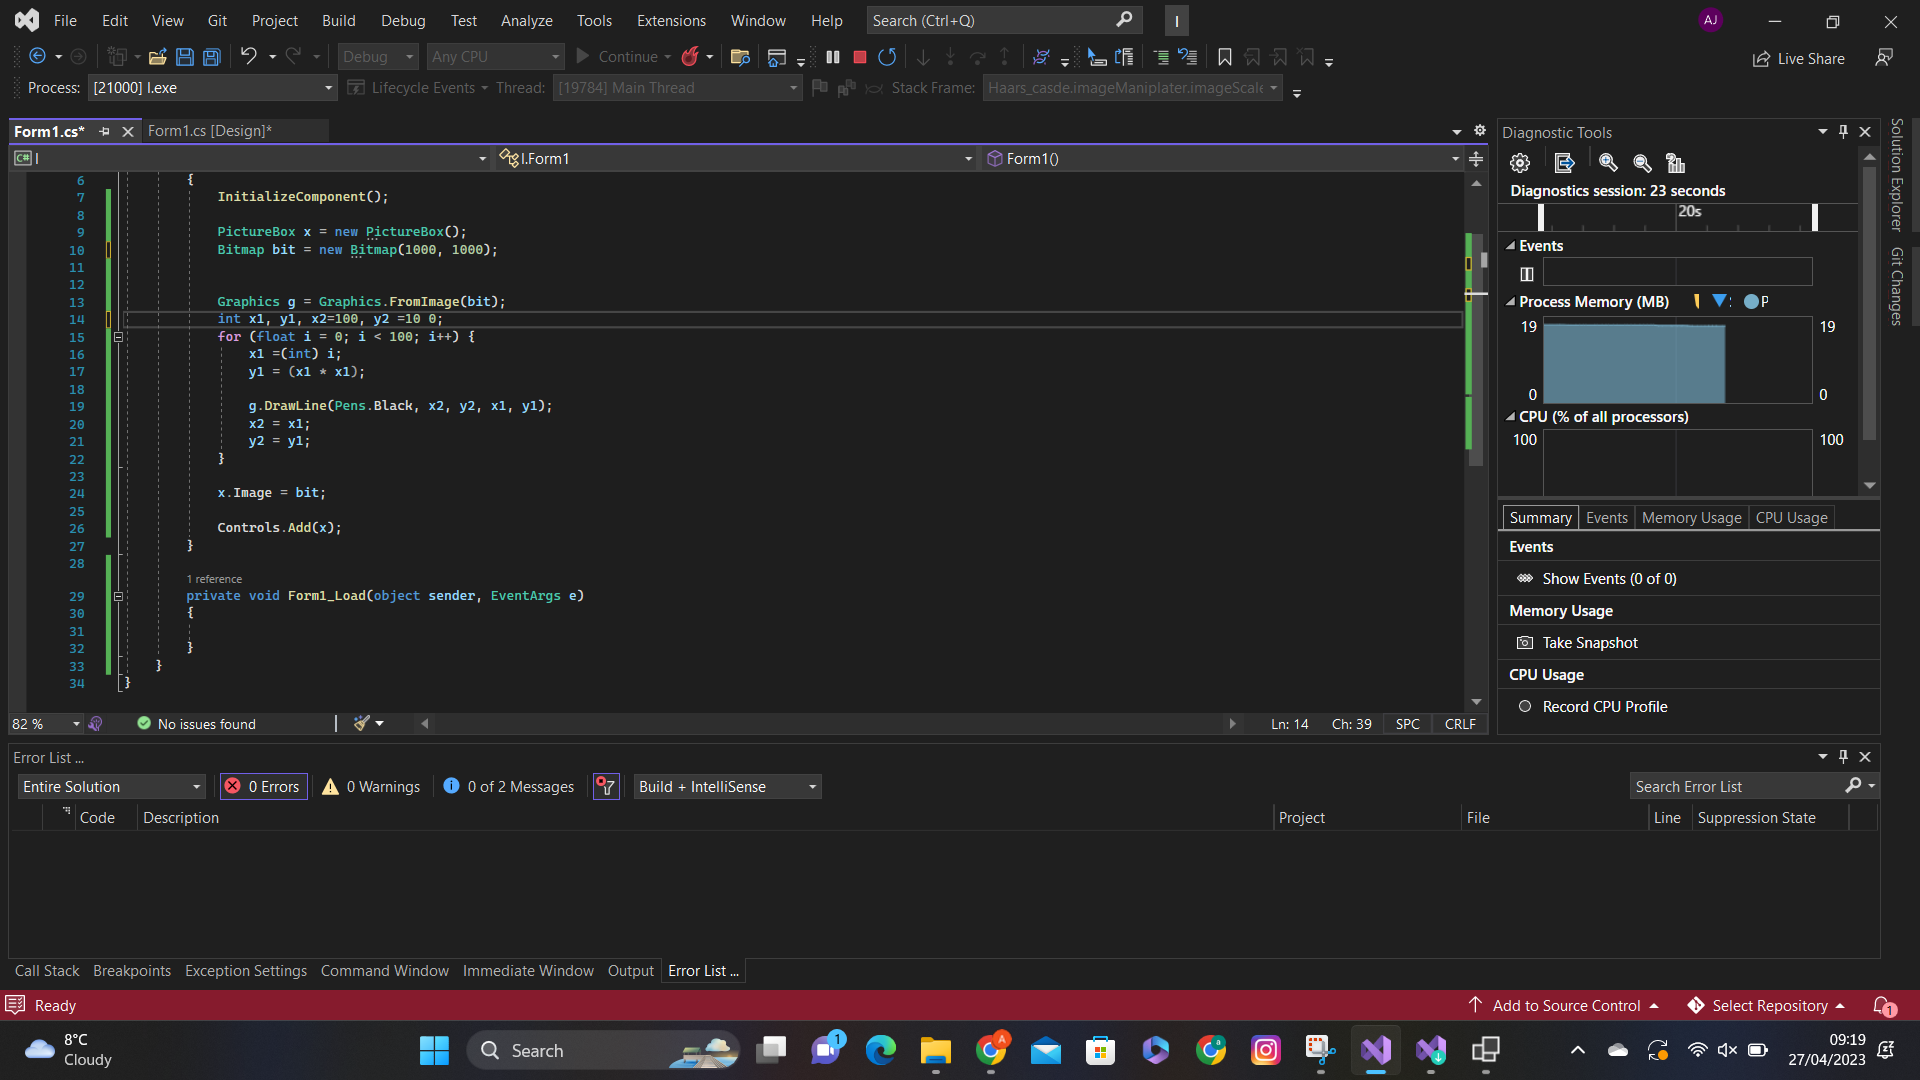 File Edit View Git Project Build Debug Test Analyze Tools Extensions Window Help Search (Ctrl+Q) I AJ
Debug Any CPU Continue Live Share
Process: [21000] I.exe Lifecycle Events Thread: [19784] Main Thread Stack Frame: Haars_casde.imageManiplater.imageScale
Form1.cs* Form1.cs [Design]*
C# I I.Form1 Form1()
6 {
7 InitializeComponent();
8
9 PictureBox x = new PictureBox();
10 Bitmap bit = new Bitmap(1000, 1000);
11
12
13 Graphics g = Graphics.FromImage(bit);
14 int x1, y1, x2=100, y2 =10 0;
15 for (float i = 0; i < 100; i++) {
16 x1 =(int) i;
17 y1 = (x1 * x1);
18
19 g.DrawLine(Pens.Black, x2, y2, x1, y1);
20 x2 = x1;
21 y2 = y1;
22 }
23
24 x.Image = bit;
25
26 Controls.Add(x);
27 }
28
1 reference
29 private void Form1_Load(object sender, EventArgs e)
30 {
31
32 }
33 }
34 }
82 % No issues found Ln: 14 Ch: 39 SPC CRLF
Diagnostic Tools
Diagnostics session: 23 seconds
20s
Events
Process Memory (MB) P
19 19
0 0
CPU (% of all processors)
100 100
Summary Events Memory Usage CPU Usage
Events
Show Events (0 of 0)
Memory Usage
Take Snapshot
CPU Usage
Record CPU Profile
Solution Explorer
Git Changes
Error List ...
Entire Solution 0 Errors 0 Warnings 0 of 2 Messages Build + IntelliSense Search Error List
Code Description Project File Line Suppression State
Call Stack Breakpoints Exception Settings Command Window Immediate Window Output Error List ...
Ready Add to Source Control Select Repository 1
8°C
Cloudy
Search
1
A
a
09:19
27/04/2023